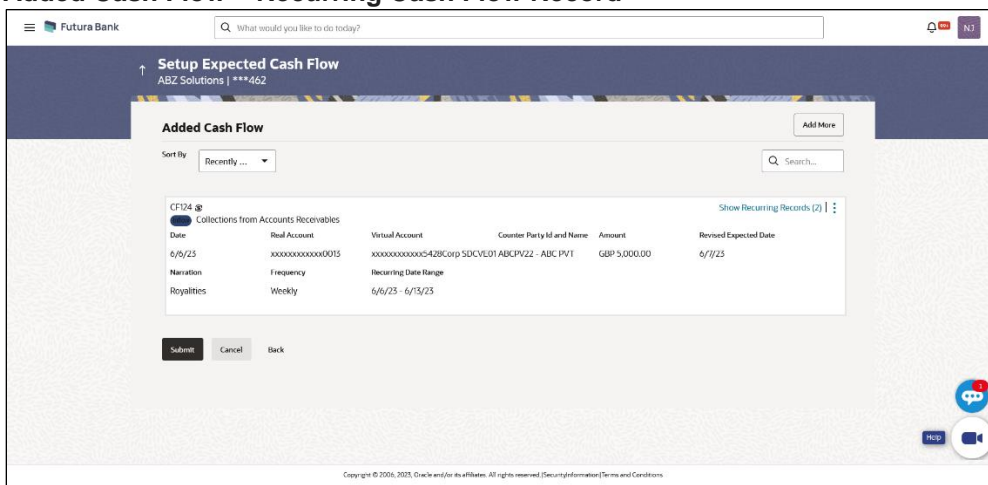 Added Cash Flow – Recurring Cash Flow Record
Futura Bank
What would you like to do today?
NJ
Setup Expected Cash Flow
ABZ Solutions | ***462
Added Cash Flow
Add More
Sort By
Recently ...
Search...
CF124
Show Recurring Records (2)
Collections from Accounts Receivables
Date Real Account Virtual Account Counter Party Id and Name Amount Revised Expected Date
6/6/23 xxxxxxxxxxxx0013 xxxxxxxxxxxx5428Corp SDCVE01 ABCPV22 - ABC PVT GBP 5,000.00 6/7/23
Narration Frequency Recurring Date Range
Royalities Weekly 6/6/23 - 6/13/23
Submit Cancel Back
1
Help
Copyright © 2006, 2023, Oracle and/or its affiliates. All rights reserved.|SecurityInformation|Terms and Conditions